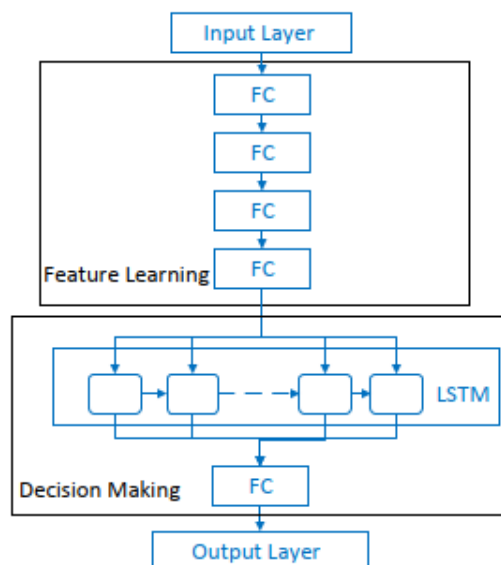 Input Layer
FC
FC
FC
FC
Feature Learning
LSTM
FC
Decision Making
Output Layer